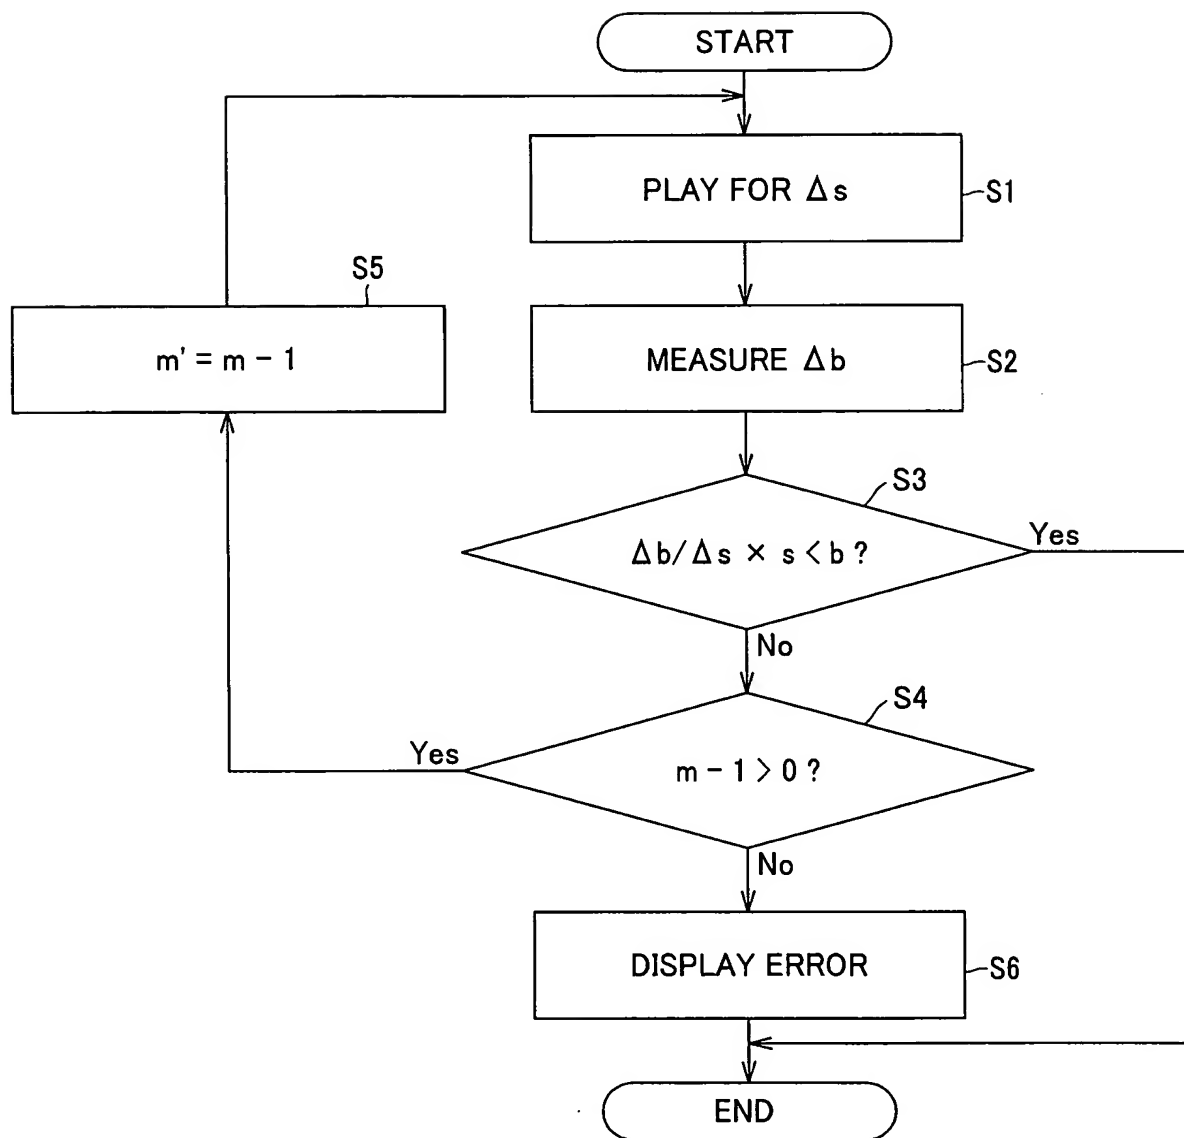 START
PLAY FOR Δs
S1
S5
m' = m - 1
MEASURE Δb
S2
S3
Δb/Δs × s < b ?
Yes
No
S4
Yes
m - 1 > 0 ?
No
DISPLAY ERROR
S6
END